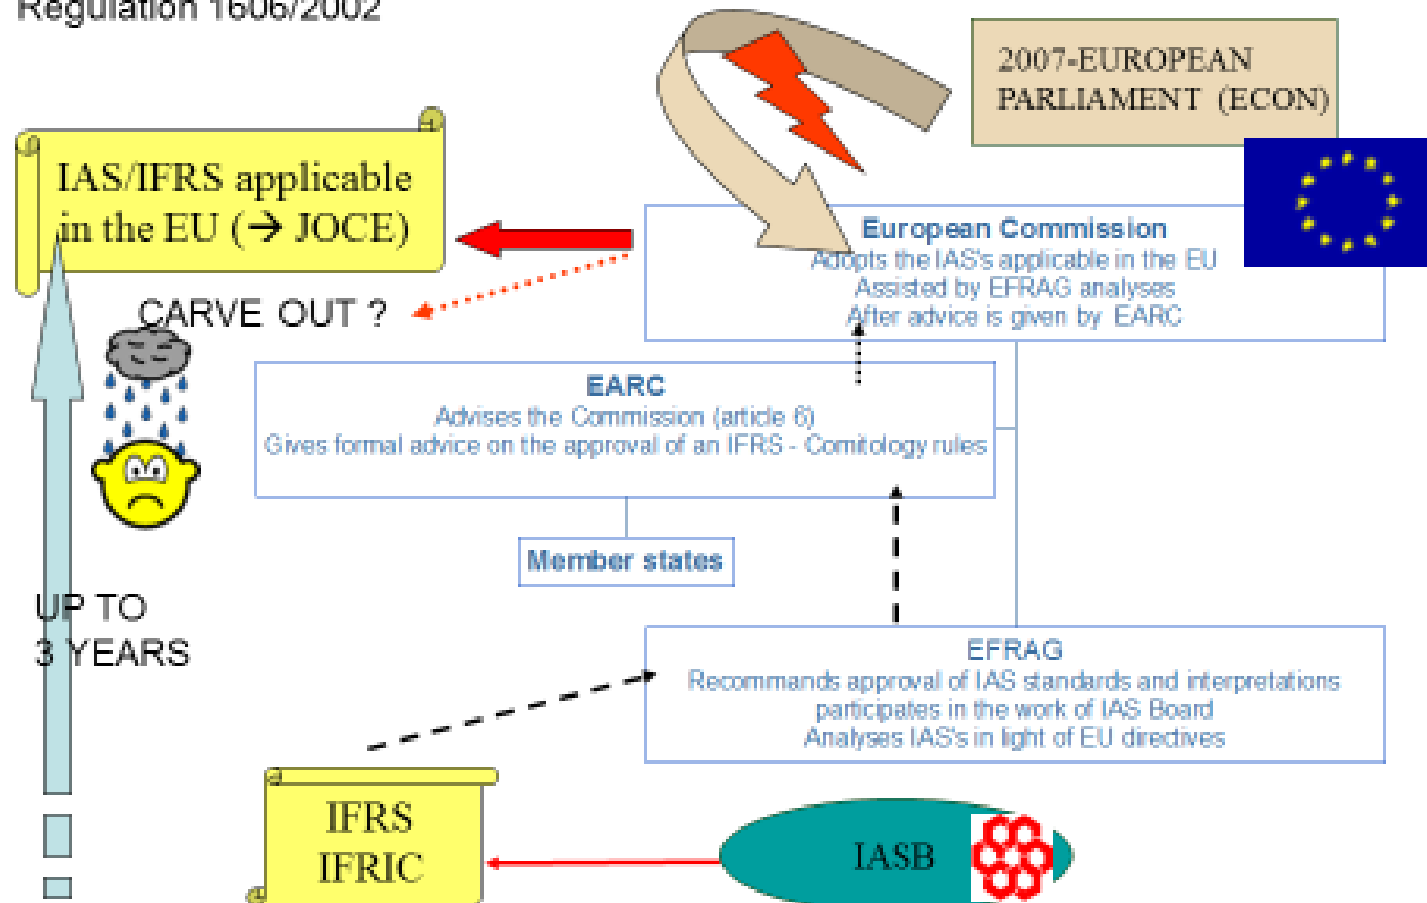 Regulation 1606/2002
2007-EUROPEAN
PARLIAMENT (ECON)
IAS/IFRS applicable
in the EU (→ JOCE)
European Commission
Adopts the IAS's applicable in the EU
Assisted by EFRAG analyses
After advice is given by EARC
CARVE OUT ?
EARC
Advises the Commission (article 6)
Gives formal advice on the approval of an IFRS - Comitology rules
Member states
UP TO
3 YEARS
EFRAG
Recommands approval of IAS standards and interpretations
participates in the work of IAS Board
Analyses IAS's in light of EU directives
IFRS
IFRIC
IASB